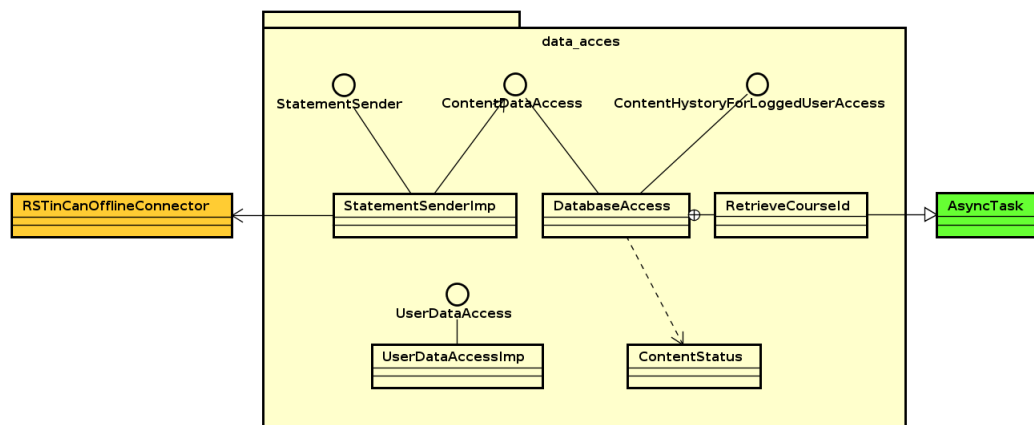 data_acces
StatementSender
ContentDataAccess
ContentHystoryForLoggedUserAccess
RSTinCanOfflineConnector
StatementSenderImp
DatabaseAccess
RetrieveCourseId
AsyncTask
UserDataAccess
UserDataAccessImp
ContentStatus